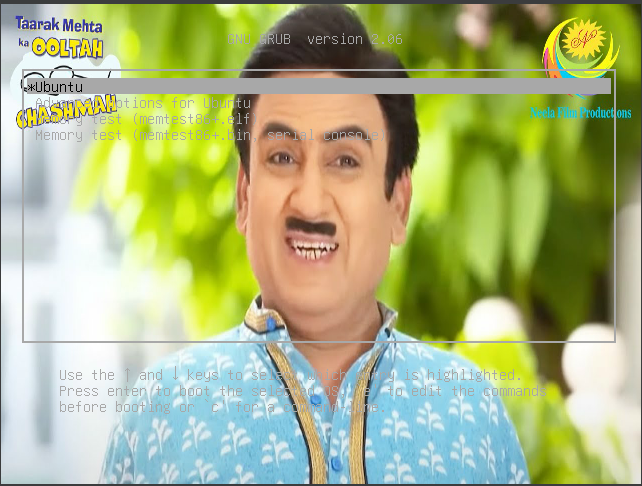 Taarak Mehta
ka OOLTAH
CHASHMAH
GNU GRUB version 2.06
Neela Film Productions
*Ubuntu
Advanced options for Ubuntu
Memory test (memtest86+.elf)
Memory test (memtest86+.bin, serial console)
Use the ↑ and ↓ keys to select which entry is highlighted.
Press enter to boot the selected OS, `e' to edit the commands
before booting or `c' for a command-line.